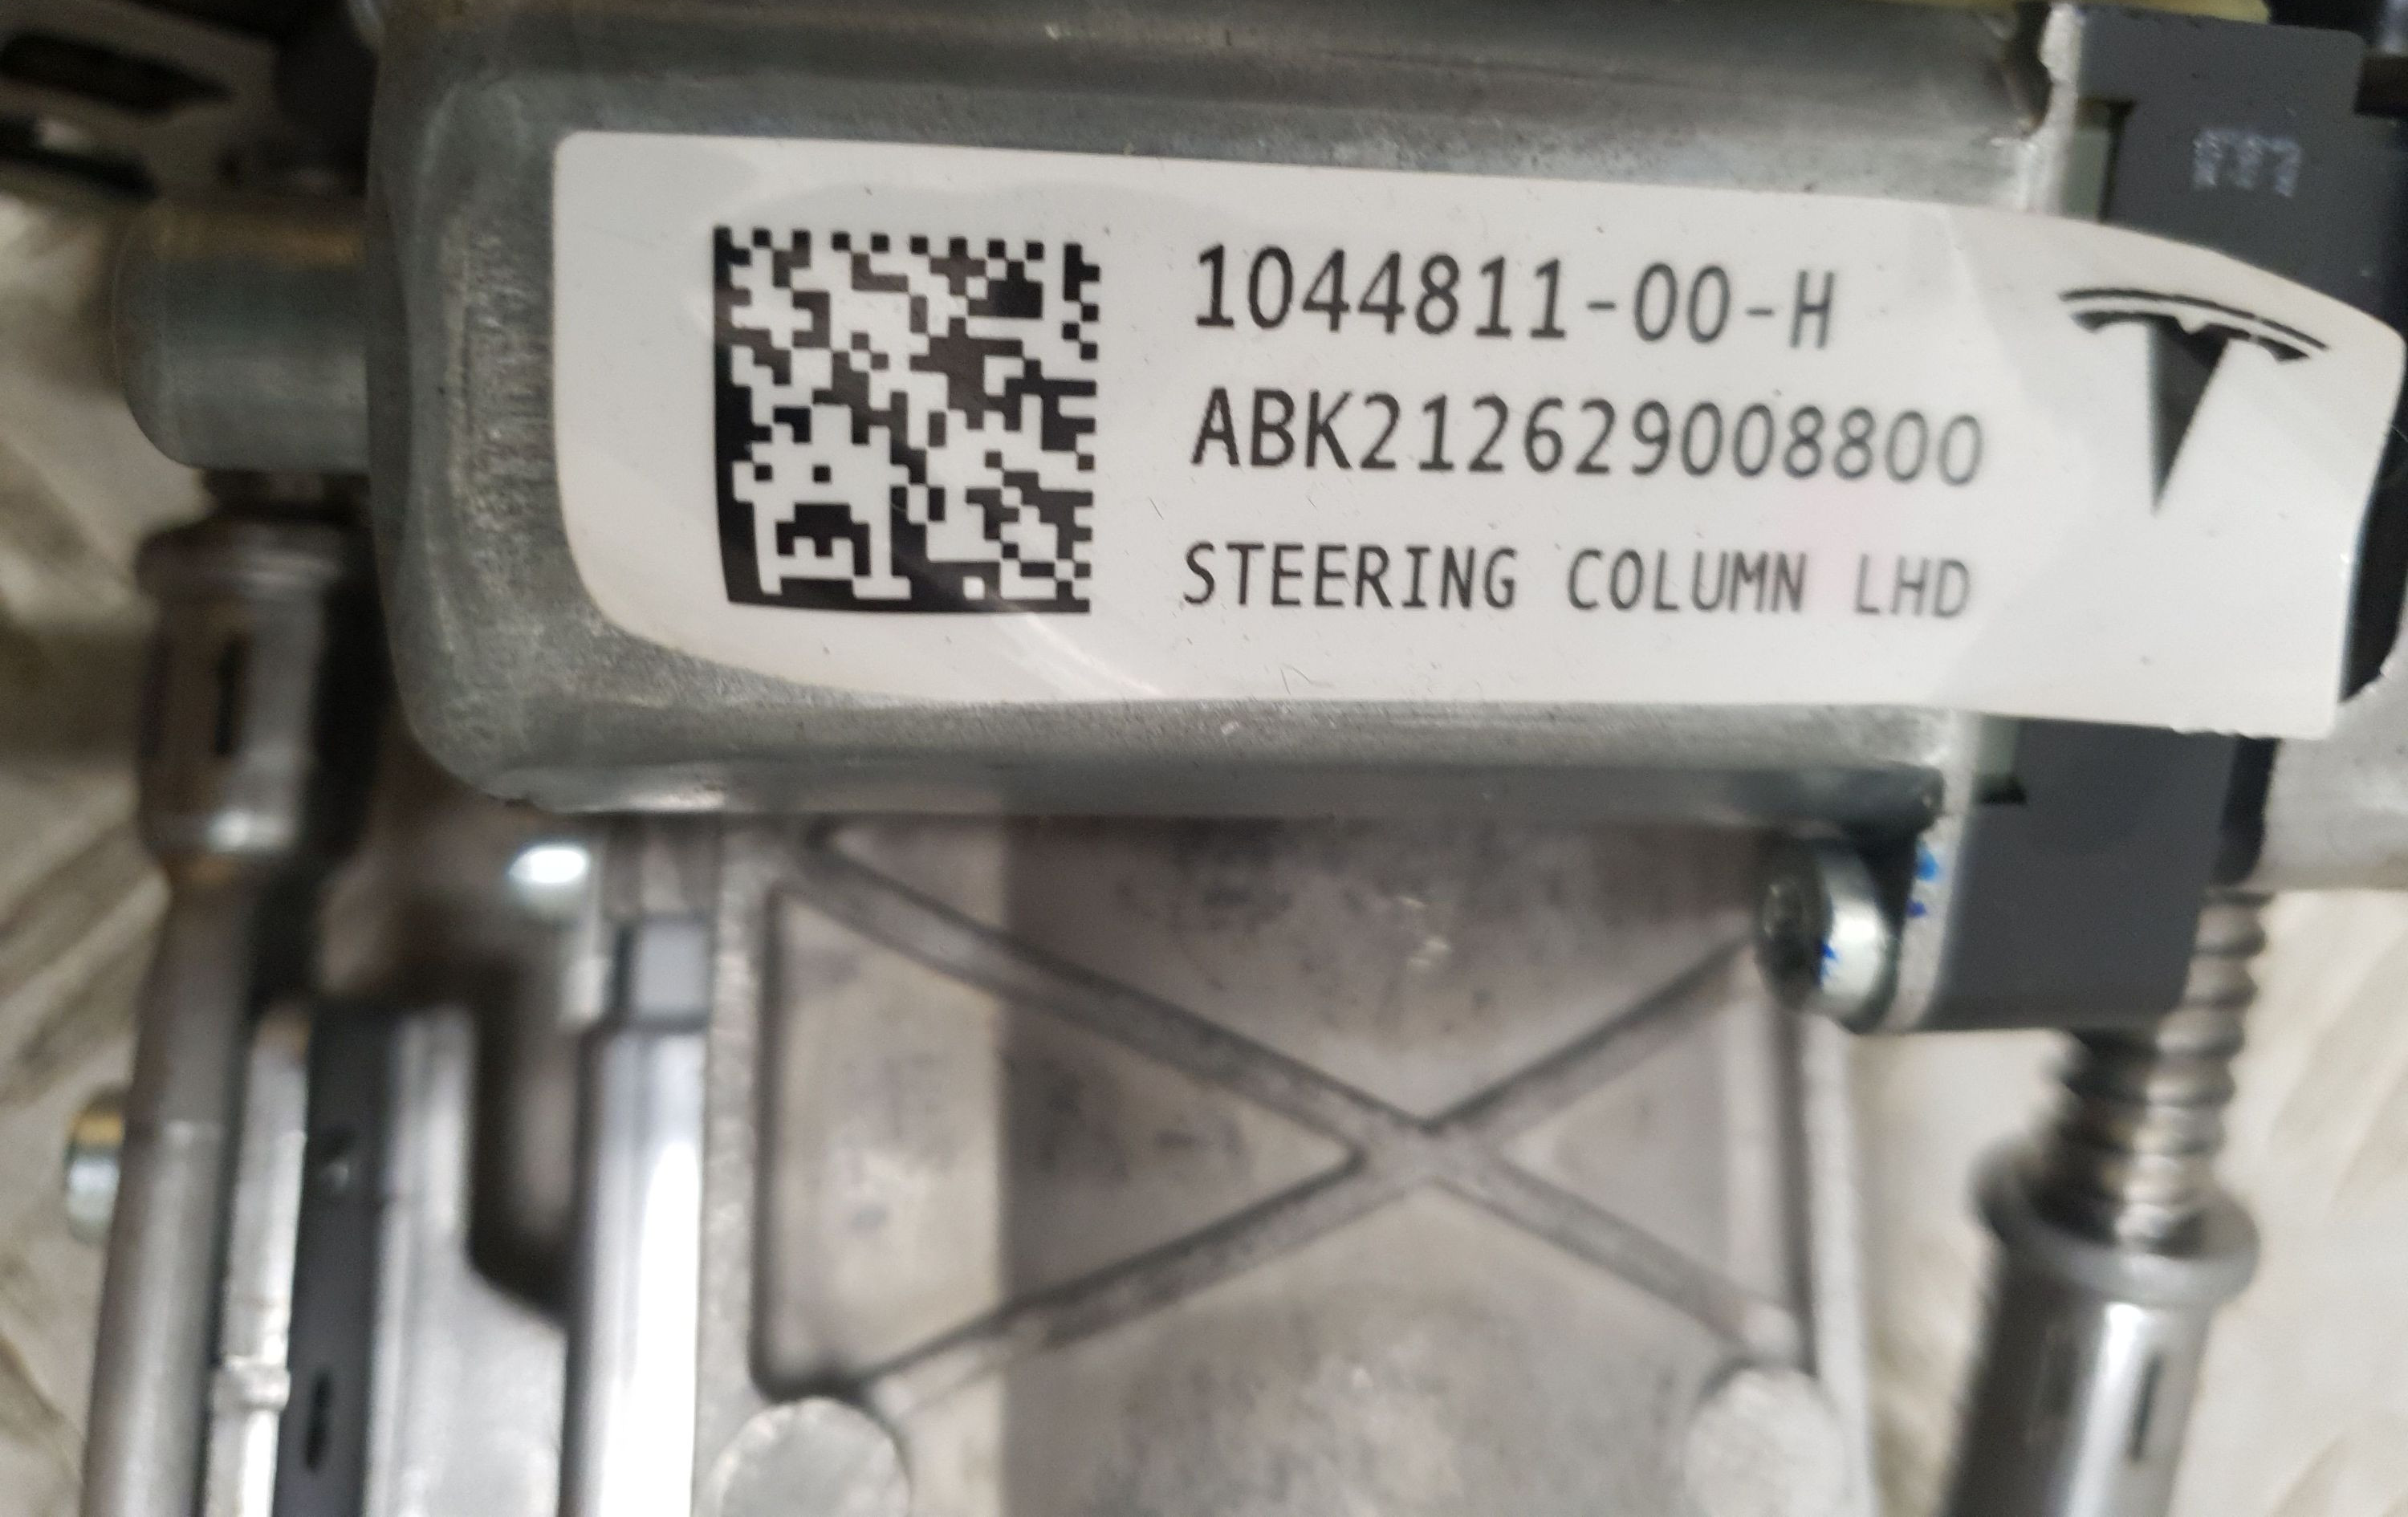 1044811-00-H
ABK212629008800
STEERING COLUMN LHD